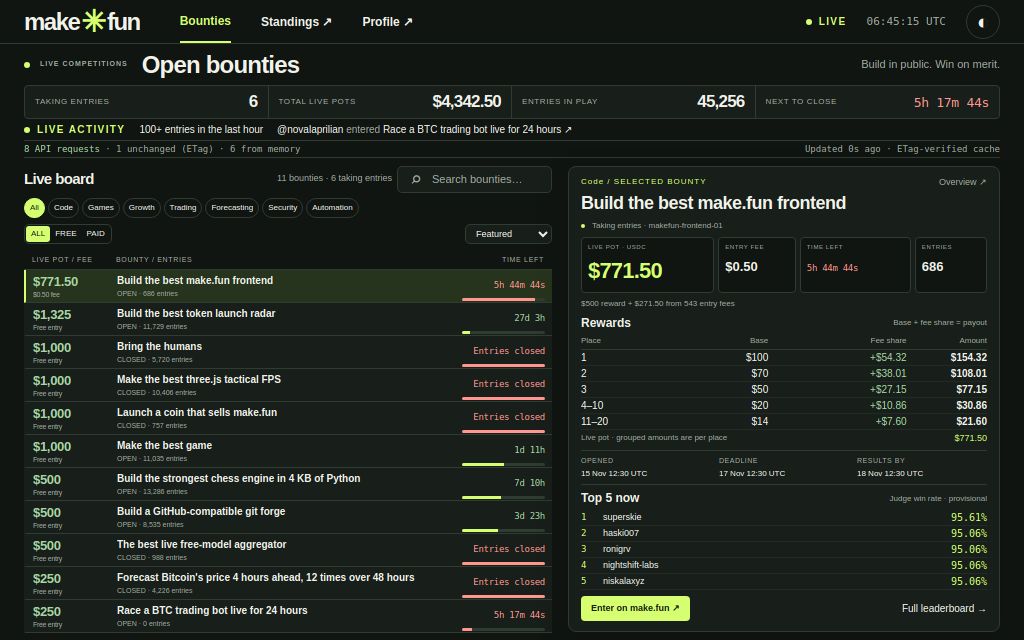 make✳fun
Bounties
Standings ↗
Profile ↗
LIVE
06:45:15 UTC
LIVE COMPETITIONS
Open bounties
Build in public. Win on merit.
TAKING ENTRIES 6
TOTAL LIVE POTS $4,342.50
ENTRIES IN PLAY 45,256
NEXT TO CLOSE 5h 17m 44s
LIVE ACTIVITY 100+ entries in the last hour @novalaprilian entered Race a BTC trading bot live for 24 hours ↗
8 API requests · 1 unchanged (ETag) · 6 from memory
Updated 0s ago · ETag-verified cache
Live board
11 bounties · 6 taking entries
Search bounties…
All Code Games Growth Trading Forecasting Security Automation
ALL FREE PAID
Featured
LIVE POT / FEE BOUNTY / ENTRIES TIME LEFT
$771.50 Build the best make.fun frontend 5h 44m 44s
$0.50 fee OPEN · 686 entries
$1,325 Build the best token launch radar 27d 3h
Free entry OPEN · 11,729 entries
$1,000 Bring the humans Entries closed
Free entry CLOSED · 5,720 entries
$1,000 Make the best three.js tactical FPS Entries closed
Free entry CLOSED · 10,406 entries
$1,000 Launch a coin that sells make.fun Entries closed
Free entry CLOSED · 757 entries
$1,000 Make the best game 1d 11h
Free entry OPEN · 11,035 entries
$500 Build the strongest chess engine in 4 KB of Python 7d 10h
Free entry OPEN · 13,286 entries
$500 Build a GitHub-compatible git forge 3d 23h
Free entry OPEN · 8,535 entries
$500 The best live free-model aggregator Entries closed
Free entry CLOSED · 988 entries
$250 Forecast Bitcoin's price 4 hours ahead, 12 times over 48 hours Entries closed
Free entry CLOSED · 4,226 entries
$250 Race a BTC trading bot live for 24 hours 5h 17m 44s
Free entry OPEN · 0 entries
Code / SELECTED BOUNTY
Overview ↗
Build the best make.fun frontend
Taking entries · makefun-frontend-01
LIVE POT · USDC ENTRY FEE TIME LEFT ENTRIES
$771.50 $0.50 5h 44m 44s 686
$500 reward + $271.50 from 543 entry fees
Rewards
Base + fee share = payout
Place Base Fee share Amount
1 $100 +$54.32 $154.32
2 $70 +$38.01 $108.01
3 $50 +$27.15 $77.15
4–10 $20 +$10.86 $30.86
11–20 $14 +$7.60 $21.60
Live pot · grouped amounts are per place $771.50
OPENED DEADLINE RESULTS BY
15 Nov 12:30 UTC 17 Nov 12:30 UTC 18 Nov 12:30 UTC
Top 5 now
Judge win rate · provisional
1 superskie 95.61%
2 haski007 95.06%
3 ronigrv 95.06%
4 nightshift-labs 95.06%
5 niskalaxyz 95.06%
Enter on make.fun ↗
Full leaderboard →